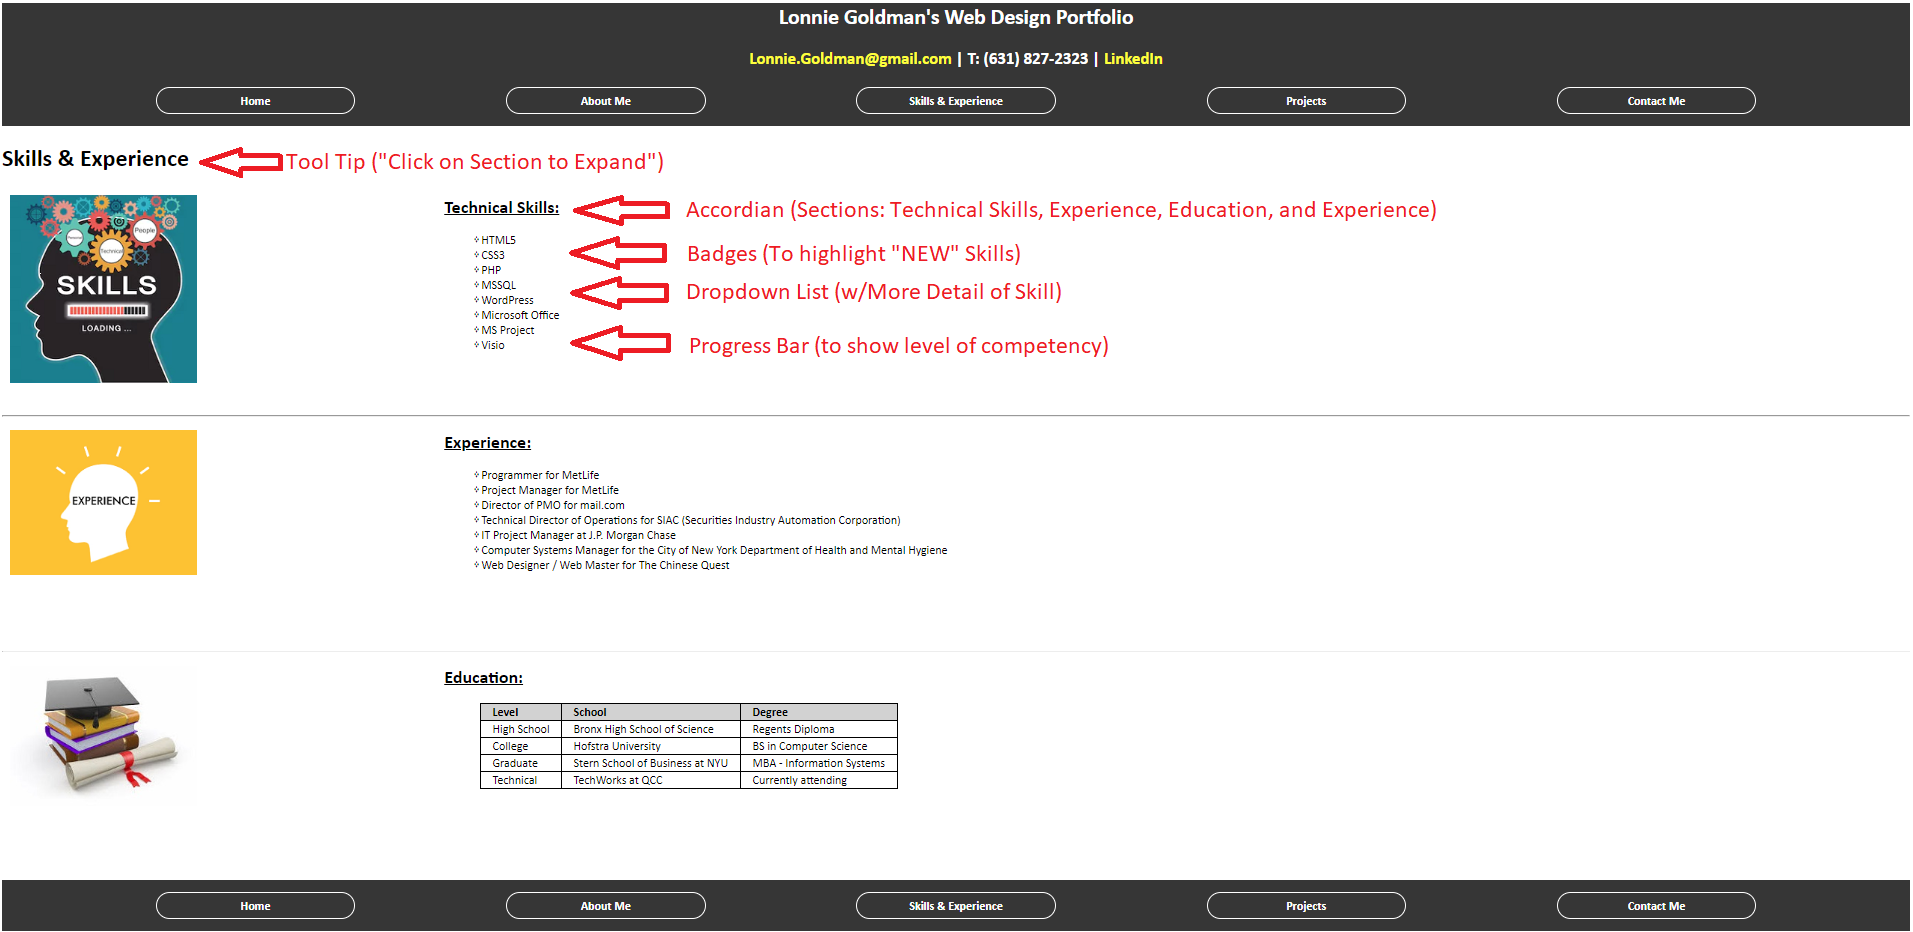 Lonnie Goldman's Web Design Portfolio
Lonnie.Goldman@gmail.com | T: (631) 827-2323 | LinkedIn
Home About Me Skills & Experience Projects Contact Me
Skills & Experience
Tool Tip ("Click on Section to Expand")
People
Technical
SKILLS
LOADING ...
Technical Skills:
Accordian (Sections: Technical Skills, Experience, Education, and Experience)
HTML5
CSS3
Badges (To highlight "NEW" Skills)
PHP
MSSQL
Dropdown List (w/More Detail of Skill)
WordPress
Microsoft Office
MS Project
Visio
Progress Bar (to show level of competency)
EXPERIENCE
Experience:
Programmer for MetLife
Project Manager for MetLife
Director of PMO for mail.com
Technical Director of Operations for SIAC (Securities Industry Automation Corporation)
IT Project Manager at J.P. Morgan Chase
Computer Systems Manager for the City of New York Department of Health and Mental Hygiene
Web Designer / Web Master for The Chinese Quest
Education:
Level School Degree
High School Bronx High School of Science Regents Diploma
College Hofstra University BS in Computer Science
Graduate Stern School of Business at NYU MBA - Information Systems
Technical TechWorks at QCC Currently attending
Home About Me Skills & Experience Projects Contact Me